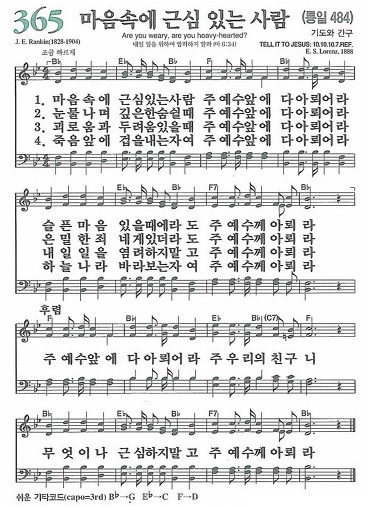 365 마음속에 근심 있는 사람 (통일 484)
Are you weary, are you heavy-hearted? 기도와 간구
J. E. Rankin(1828-1904) 내일 일을 위하여 염려하지 말라 (마 6:34) TELL IT TO JESUS: 10.10.10.7.REF.
조금 빠르게 E. S. Lorenz, 1888
B♭ E♭ B♭
1. 마음속에 근심있는사람 주예수앞에 다아뢰어라
2. 눈물나며 깊은한숨쉴때 주예수앞에 다아뢰어라
3. 괴로움과 두려움있을때 주예수앞에 다아뢰어라
4. 죽음앞에 겁을내는자여 주예수앞에 다아뢰어라
B♭ E♭ F7 B♭
슬픈마음 있을때에라도 주예수께아뢰라
은밀한죄 네게있더라도 주예수께아뢰라
내일일을 염려하지말고 주예수께아뢰라
하늘나라 바라보는자여 주예수께아뢰라
후렴
F E♭ B♭ B♭(C7) F
주예수앞에다아뢰어라 주우리의친구니
B♭ E♭ B♭ F7 B♭
무엇이나 근심하지말고 주예수께아뢰라
쉬운 기타코드(capo=3rd) B♭→G E♭→C F→D